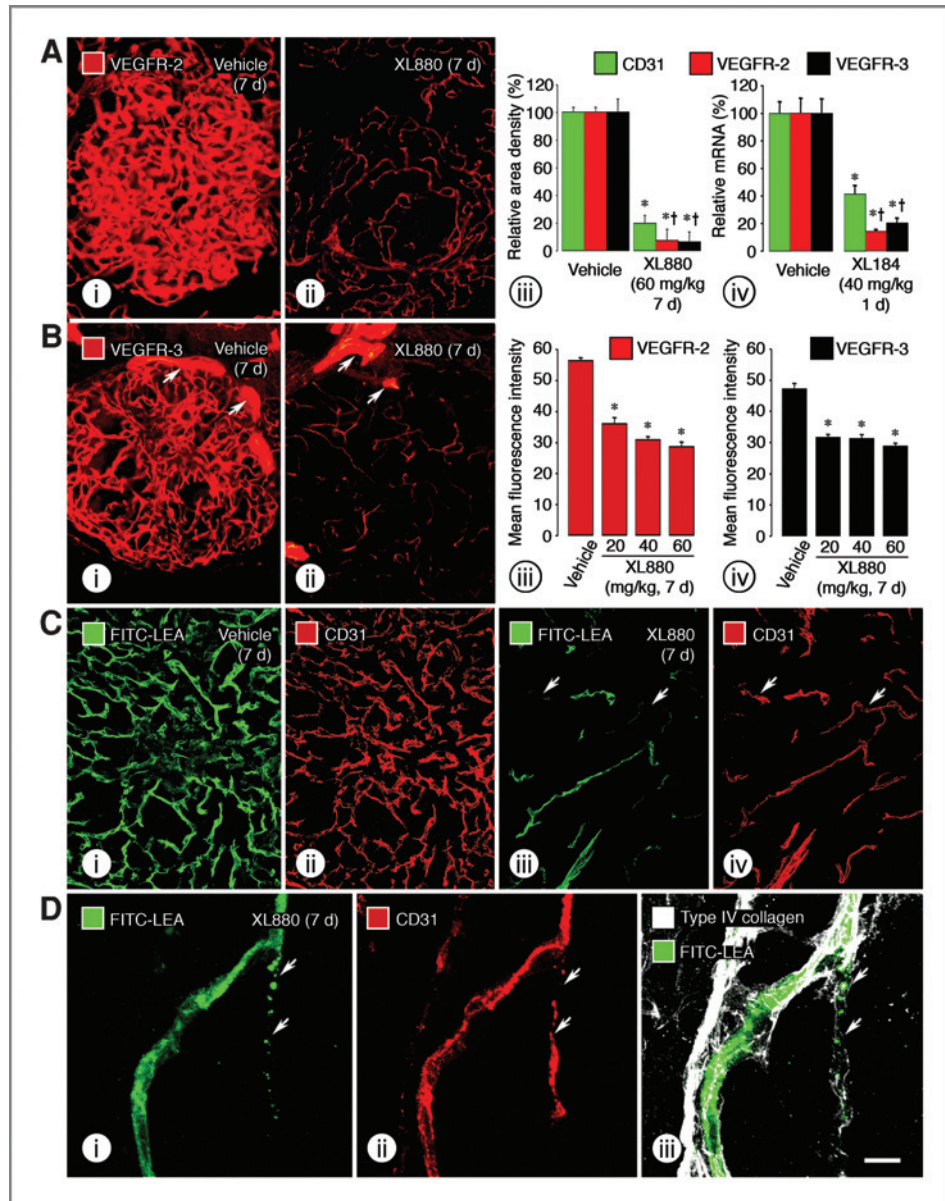 A
VEGFR-2
Vehicle
(7 d)
i
XL880 (7 d)
ii
CD31
VEGFR-2
VEGFR-3
Relative area density (%)
120
100
80
60
40
20
0
*
*†
*†
Vehicle
XL880
(60 mg/kg
7 d)
iii
Relative mRNA (%)
120
100
80
60
40
20
0
*
*†
*†
Vehicle
XL184
(40 mg/kg
1 d)
iv
B
VEGFR-3
Vehicle
(7 d)
i
XL880 (7 d)
ii
Mean fluorescence intensity
60
50
40
30
20
10
0
VEGFR-2
*
*
*
Vehicle
20 40 60
XL880
(mg/kg, 7 d)
iii
Mean fluorescence intensity
60
50
40
30
20
10
0
VEGFR-3
*
*
*
Vehicle
20 40 60
XL880
(mg/kg, 7 d)
iv
C
FITC-LEA
Vehicle
(7 d)
i
CD31
ii
FITC-LEA
XL880
(7 d)
iii
CD31
iv
D
FITC-LEA
XL880 (7 d)
i
CD31
ii
Type IV collagen
FITC-LEA
iii